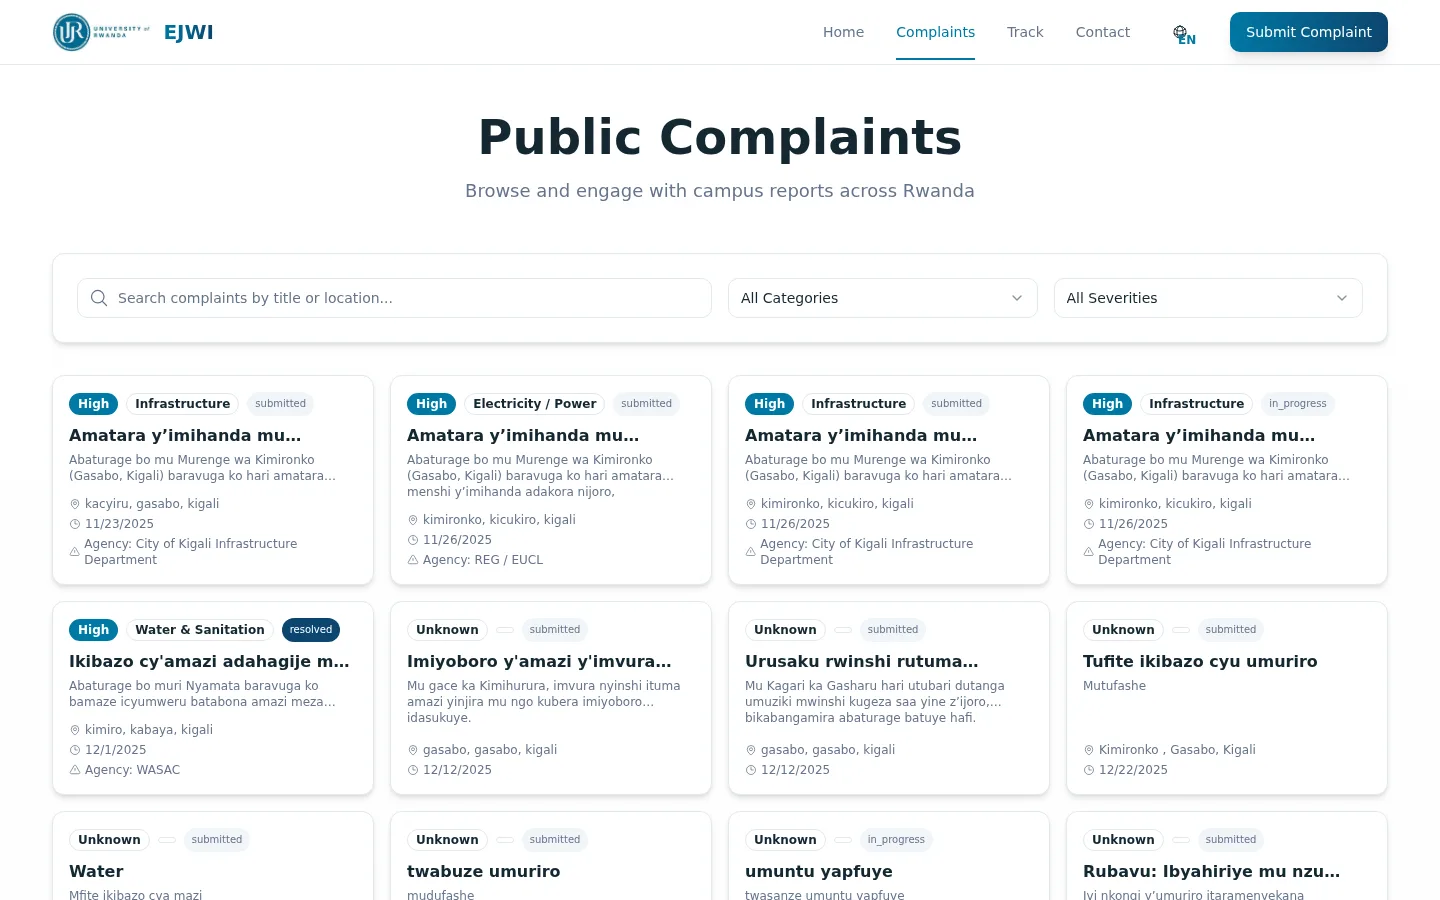 UNIVERSITY of
RWANDA
EJWI
Home
Complaints
Track
Contact
EN
Submit Complaint
Public Complaints
Browse and engage with campus reports across Rwanda
Search complaints by title or location...
All Categories
All Severities
High
Infrastructure
submitted
Amatara y’imihanda mu…
Abaturage bo mu Murenge wa Kimironko
(Gasabo, Kigali) baravuga ko hari amatara…
kacyiru, gasabo, kigali
11/23/2025
Agency: City of Kigali Infrastructure
Department
High
Electricity / Power
submitted
Amatara y’imihanda mu…
Abaturage bo mu Murenge wa Kimironko
(Gasabo, Kigali) baravuga ko hari amatara…
menshi y’imihanda adakora nijoro,
kimironko, kicukiro, kigali
11/26/2025
Agency: REG / EUCL
High
Infrastructure
submitted
Amatara y’imihanda mu…
Abaturage bo mu Murenge wa Kimironko
(Gasabo, Kigali) baravuga ko hari amatara…
kimironko, kicukiro, kigali
11/26/2025
Agency: City of Kigali Infrastructure
Department
High
Infrastructure
in_progress
Amatara y’imihanda mu…
Abaturage bo mu Murenge wa Kimironko
(Gasabo, Kigali) baravuga ko hari amatara…
kimironko, kicukiro, kigali
11/26/2025
Agency: City of Kigali Infrastructure
Department
High
Water & Sanitation
resolved
Ikibazo cy'amazi adahagije m…
Abaturage bo muri Nyamata baravuga ko
bamaze icyumweru batabona amazi meza…
kimiro, kabaya, kigali
12/1/2025
Agency: WASAC
Unknown
submitted
Imiyoboro y'amazi y'imvura…
Mu gace ka Kimihurura, imvura nyinshi ituma
amazi yinjira mu ngo kubera imiyoboro…
idasukuye.
gasabo, gasabo, kigali
12/12/2025
Unknown
submitted
Urusaku rwinshi rutuma…
Mu Kagari ka Gasharu hari utubari dutanga
umuziki mwinshi kugeza saa yine z’ijoro,…
bikabangamira abaturage batuye hafi.
gasabo, gasabo, kigali
12/12/2025
Unknown
submitted
Tufite ikibazo cyu umuriro
Mutufashe
Kimironko , Gasabo, Kigali
12/22/2025
Unknown
submitted
Water
Mfite ikibazo cya mazi
Unknown
submitted
twabuze umuriro
mudufashe
Unknown
in_progress
umuntu yapfuye
twasanze umuntu yapfuye
Unknown
submitted
Rubavu: Ibyahiriye mu nzu…
Iyi nkongi y’umuriro itaramenyekana